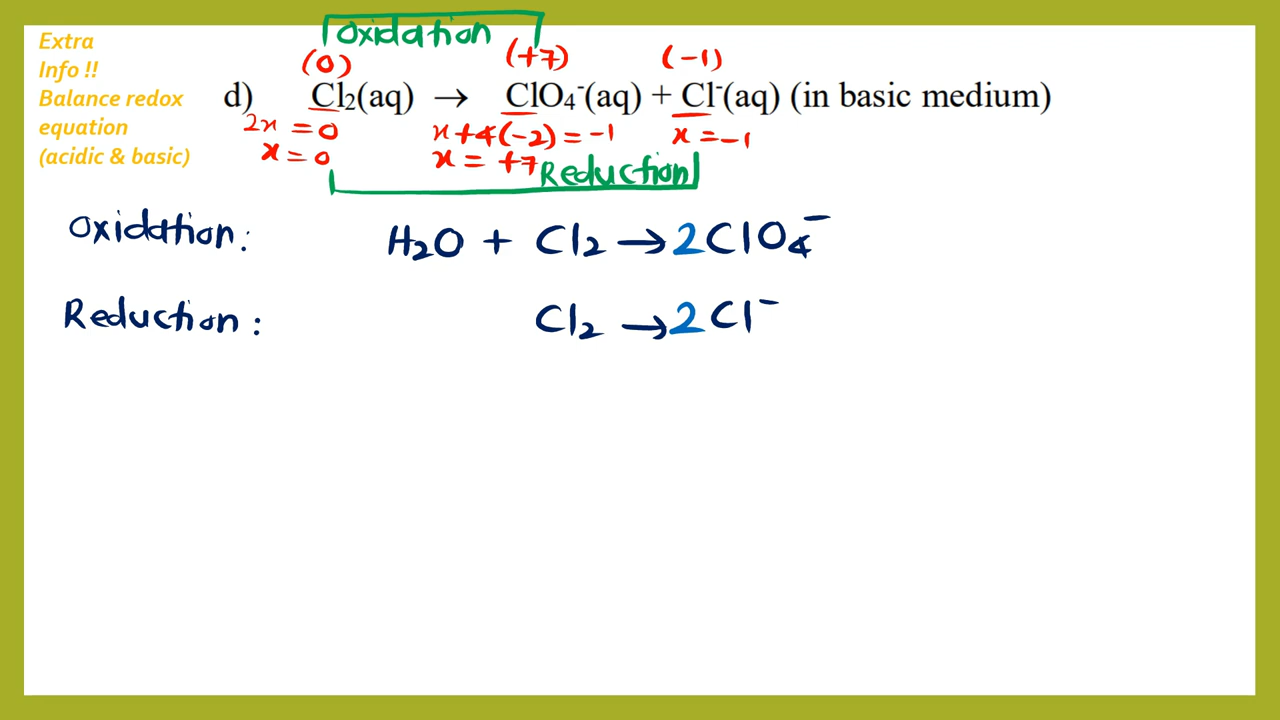 Extra
Info !!
Balance redox
equation
(acidic & basic)
Oxidation
(0) (+7) (-1)
d) Cl₂(aq) → ClO₄⁻(aq) + Cl⁻(aq) (in basic medium)
2x = 0 x+4(-2) = -1 x = -1
x = 0 x = +7
Reduction
Oxidation: H₂O + Cl₂ → 2ClO₄⁻
Reduction: Cl₂ → 2Cl⁻